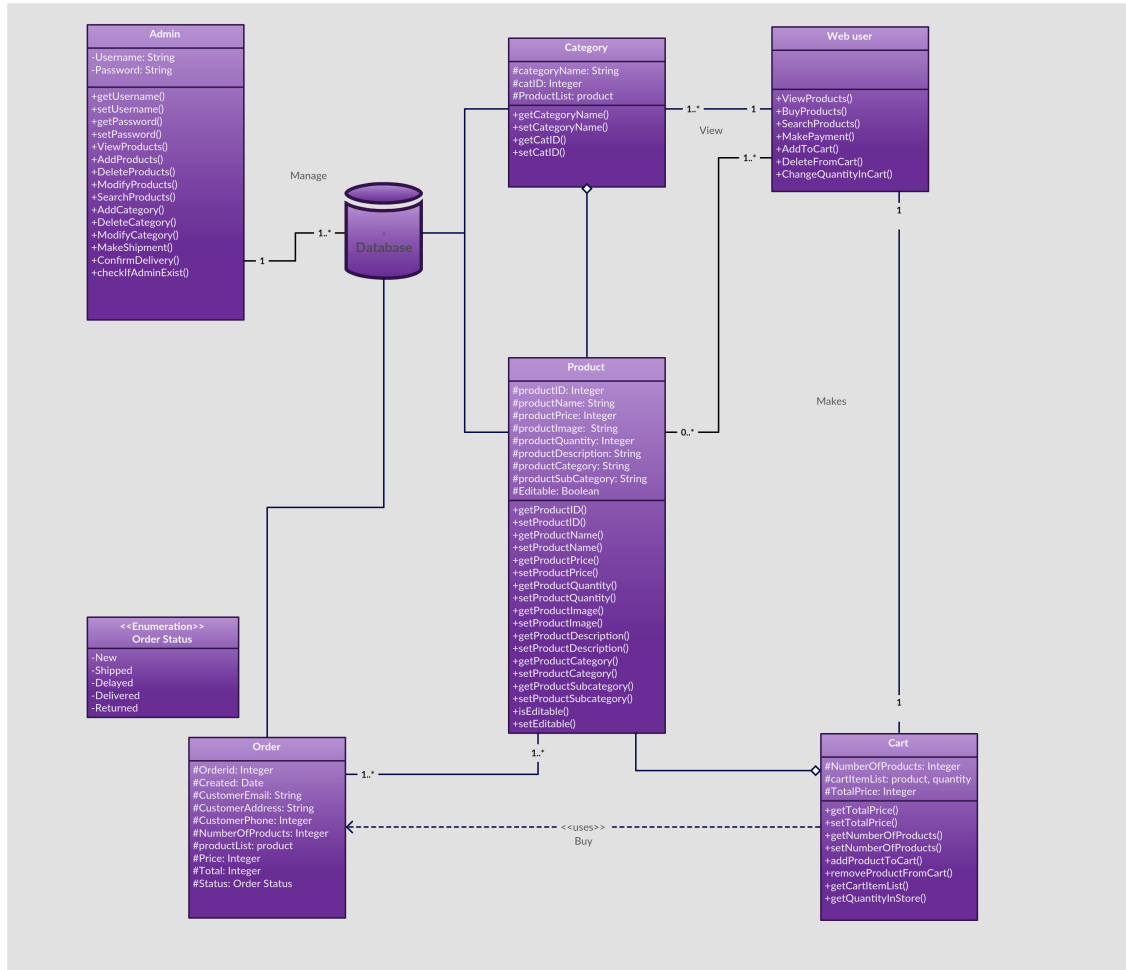 Admin
-Username: String
-Password: String
+getUsername()
+setUsername()
+getPassword()
+setPassword()
+ViewProducts()
+AddProducts()
+DeleteProducts()
+ModifyProducts()
+SearchProducts()
+AddCategory()
+DeleteCategory()
+ModifyCategory()
+MakeShipment()
+ConfirmDelivery()
+checkIfAdminExist()
Manage
1
1..*
Database
Category
#categoryName: String
#catID: Integer
#ProductList: product
+getCategoryName()
+setCategoryName()
+getCatID()
+setCatID()
1..*
1
View
1..*
0..*
Web user
+ViewProducts()
+BuyProducts()
+SearchProducts()
+MakePayment()
+AddToCart()
+DeleteFromCart()
+ChangeQuantityInCart()
1
Makes
1
Product
#productID: Integer
#productName: String
#productPrice: Integer
#productImage:  String
#productQuantity: Integer
#productDescription: String
#productCategory: String
#productSubCategory: String
#Editable: Boolean
+getProductID()
+setProductID()
+getProductName()
+setProductName()
+getProductPrice()
+setProductPrice()
+getProductQuantity()
+setProductQuantity()
+getProductImage()
+setProductImage()
+getProductDescription()
+setProductDescription()
+getProductCategory()
+setProductCategory()
+getProductSubcategory()
+setProductSubcategory()
+isEditable()
+setEditable()
<<Enumeration>>
Order Status
-New
-Shipped
-Delayed
-Delivered
-Returned
Order
#Orderid: Integer
#Created: Date
#CustomerEmail: String
#CustomerAddress: String
#CustomerPhone: Integer
#NumberOfProducts: Integer
#productList: product
#Price: Integer
#Total: Integer
#Status: Order Status
1..*
1..*
<<uses>>
Buy
Cart
#NumberOfProducts: Integer
#cartItemList: product, quantity
#TotalPrice: Integer
+getTotalPrice()
+setTotalPrice()
+getNumberOfProducts()
+setNumberOfProducts()
+addProductToCart()
+removeProductFromCart()
+getCartItemList()
+getQuantityInStore()